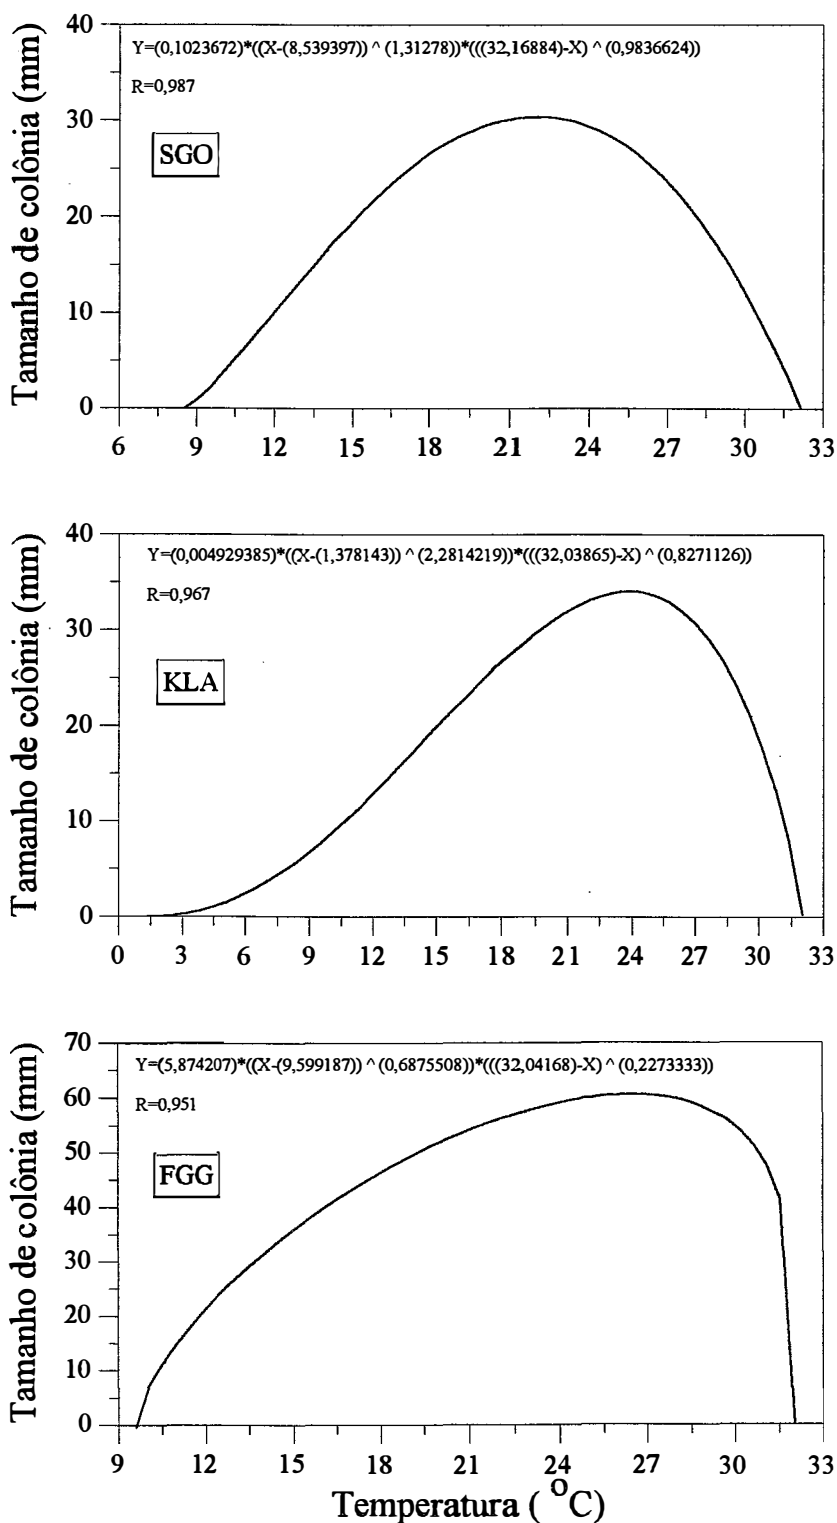 Tamanho de colônia (mm)
40
30
20
10
0
Y=(0,1023672)*((X-(8,539397)) ^ (1,31278))*(((32,16884)-X) ^ (0,9836624))
R=0,987
SGO
6 9 12 15 18 21 24 27 30 33
Tamanho de colônia (mm)
40
30
20
10
0
Y=(0,004929385)*((X-(1,378143)) ^ (2,2814219))*(((32,03865)-X) ^ (0,8271126))
R=0,967
KLA
0 3 6 9 12 15 18 21 24 27 30 33
Tamanho de colônia (mm)
70
60
50
40
30
20
10
0
Y=(5,874207)*((X-(9,599187)) ^ (0,6875508))*(((32,04168)-X) ^ (0,2273333))
R=0,951
FGG
9 12 15 18 21 24 27 30 33
Temperatura ( °C)